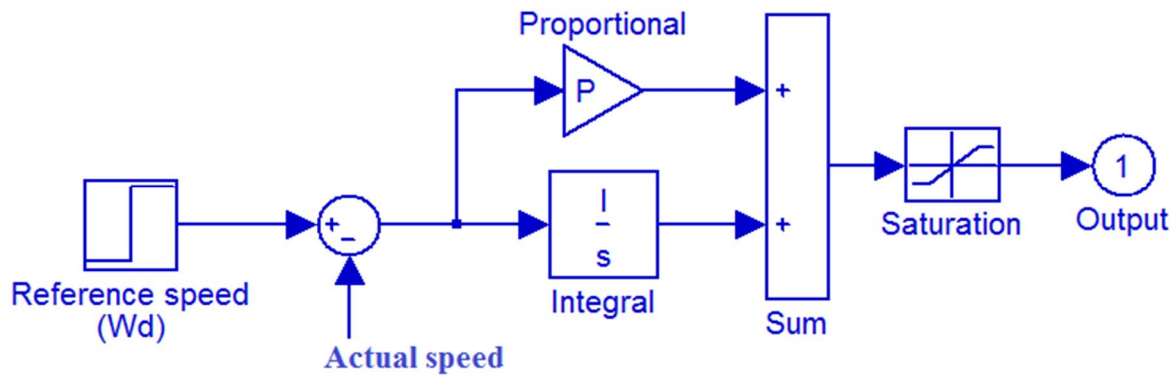 Proportional
P
+
+
Reference speed
(Wd)
+
−
Actual speed
I
s
Integral
Sum
Saturation
1
Output